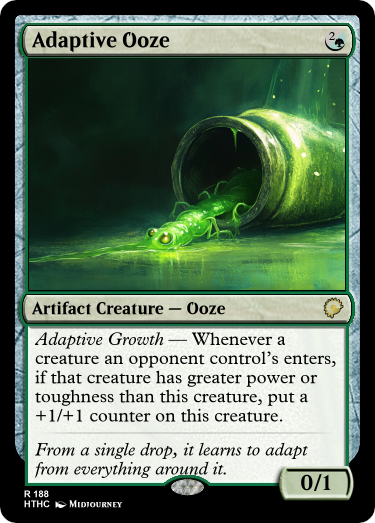 Adaptive Ooze
2
Artifact Creature — Ooze
Adaptive Growth — Whenever a
creature an opponent control's enters,
if that creature has greater power or
toughness than this creature, put a
+1/+1 counter on this creature.
From a single drop, it learns to adapt
from everything around it.
0/1
R 188
HTHC Midjourney